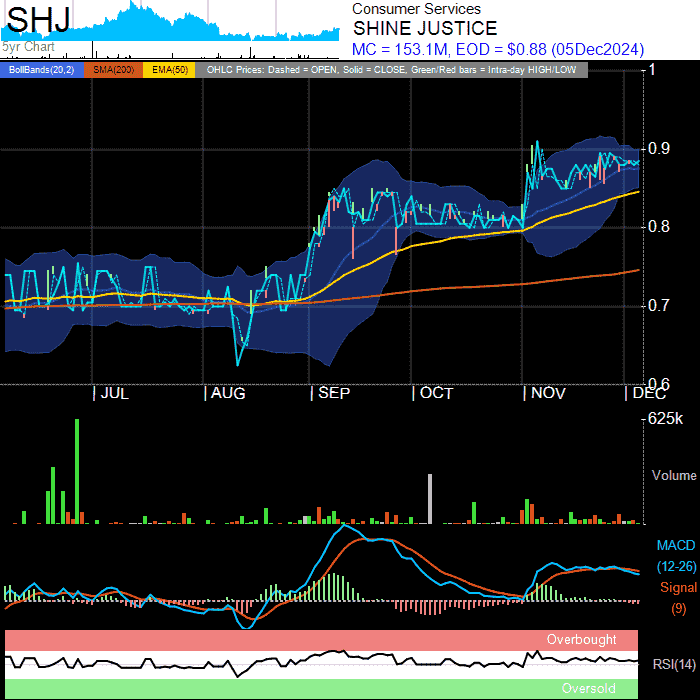 SHJ
5yr Chart
Consumer Services
SHINE JUSTICE
MC = 153.1M, EOD = $0.88 (05Dec2024)
BollBands(20,2) SMA(200) EMA(50) OHLC Prices: Dashed = OPEN, Solid = CLOSE, Green/Red bars = Intra-day HIGH/LOW
1
0.9
0.8
0.7
0.6
| JUL | AUG | SEP | OCT | NOV | DEC
625k
Volume
MACD
(12-26)
Signal
(9)
Overbought
RSI(14)
Oversold